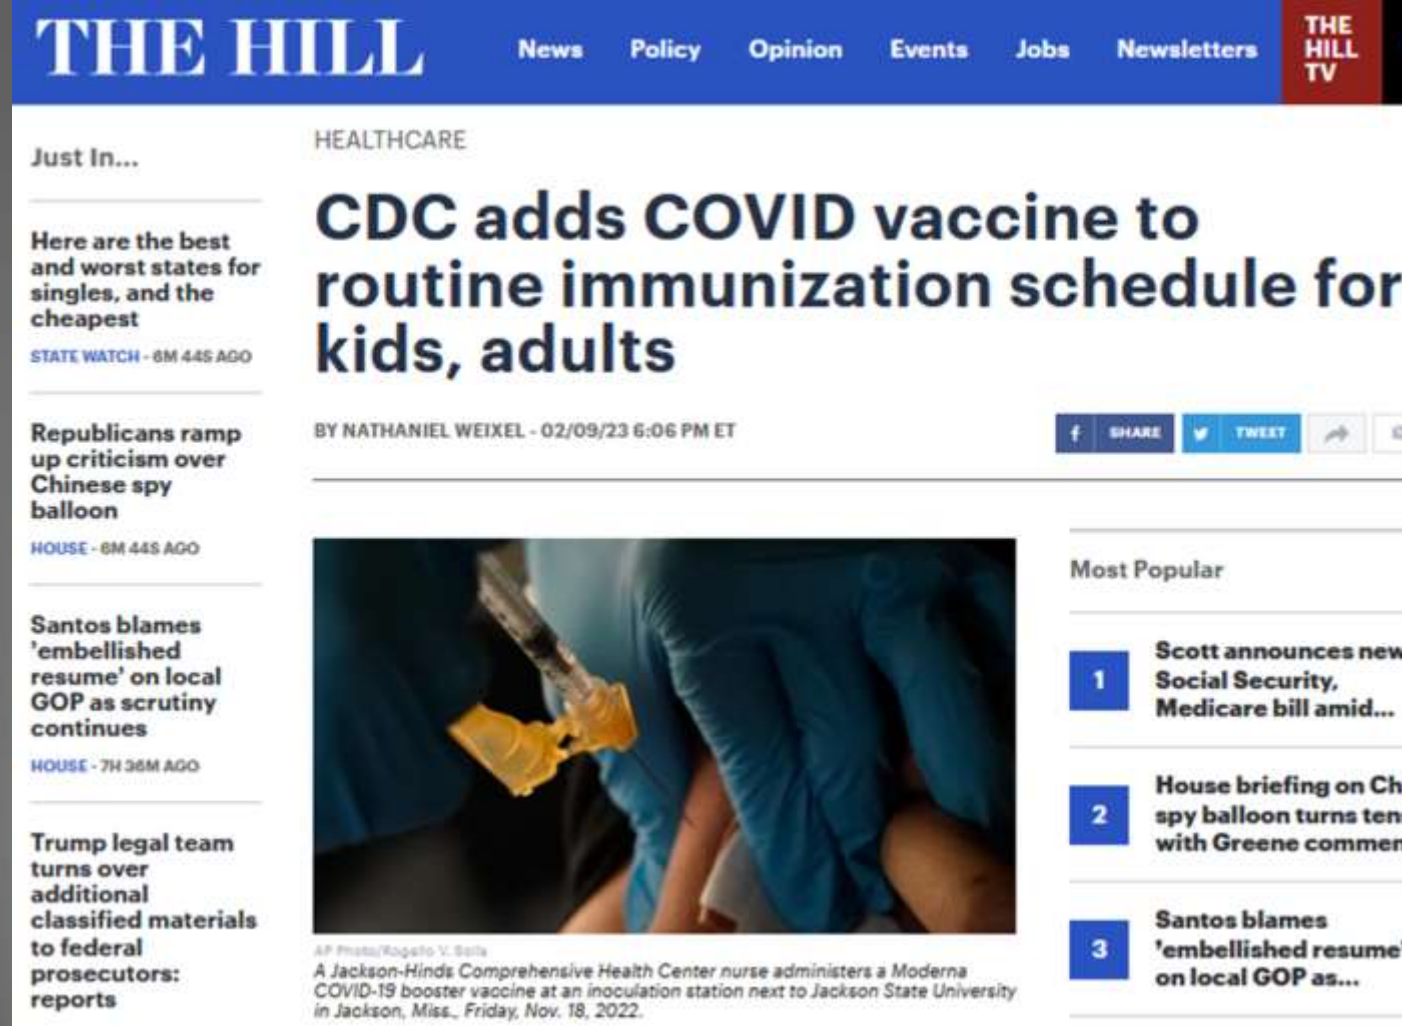 THE HILL
News Policy Opinion Events Jobs Newsletters
THE
HILL
TV
Just In...
Here are the best
and worst states for
singles, and the
cheapest
STATE WATCH - 6M 44S AGO
Republicans ramp
up criticism over
Chinese spy
balloon
HOUSE - 6M 44S AGO
Santos blames
'embellished
resume' on local
GOP as scrutiny
continues
HOUSE - 7H 36M AGO
Trump legal team
turns over
additional
classified materials
to federal
prosecutors:
reports
HEALTHCARE
CDC adds COVID vaccine to
routine immunization schedule for
kids, adults
BY NATHANIEL WEIXEL - 02/09/23 6:06 PM ET
f SHARE TWEET
AP Photo/Rogelio V. Solis
A Jackson-Hinds Comprehensive Health Center nurse administers a Moderna
COVID-19 booster vaccine at an inoculation station next to Jackson State University
in Jackson, Miss., Friday, Nov. 18, 2022.
Most Popular
1
Scott announces new
Social Security,
Medicare bill amid...
2
House briefing on Ch
spy balloon turns ten
with Greene commen
3
Santos blames
'embellished resume'
on local GOP as...